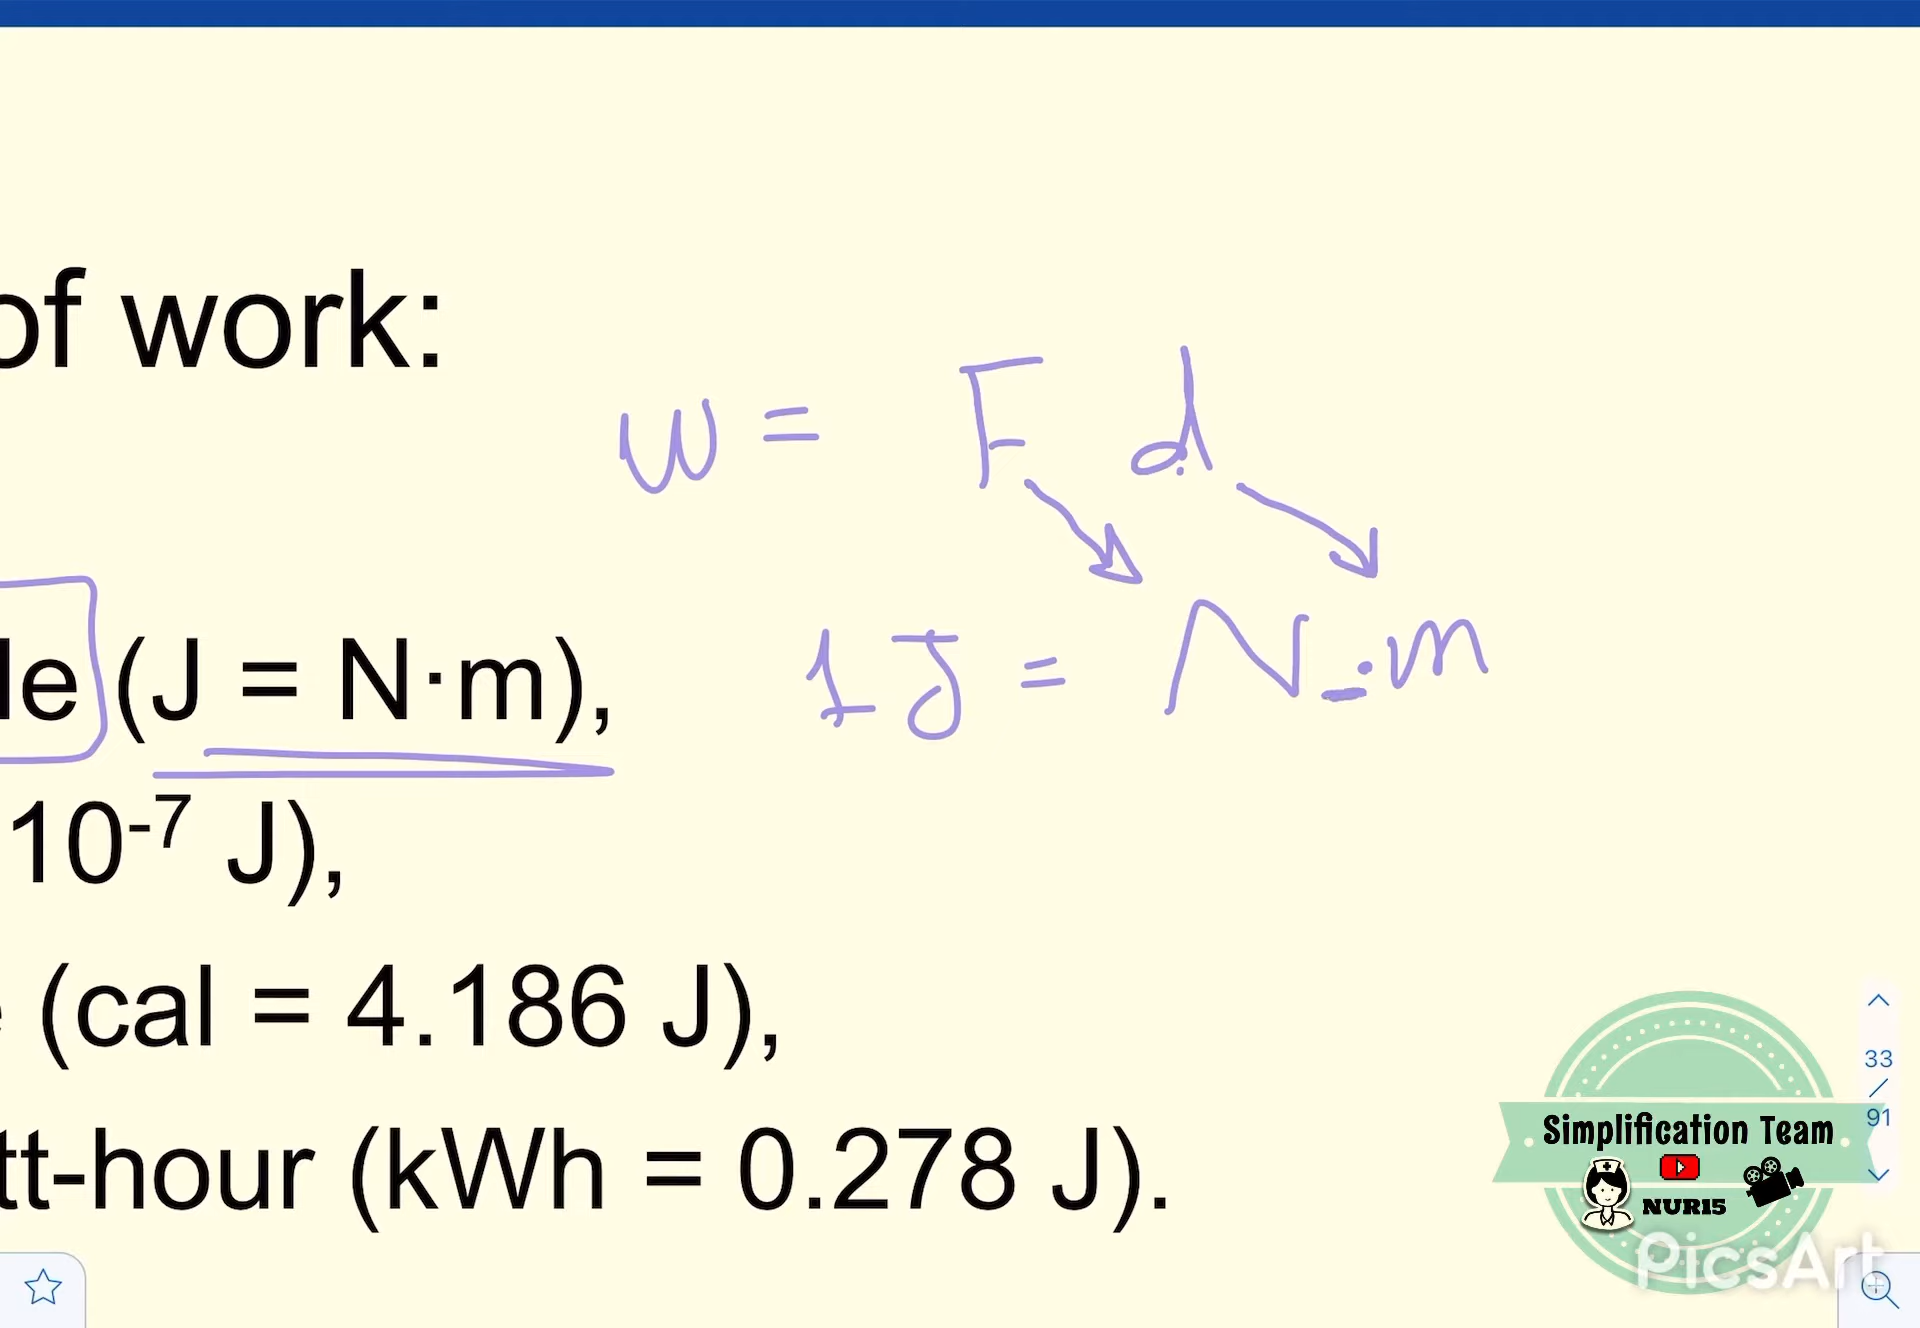 of work:
w = F d
le (J = N·m),
1 J = N·m
10⁻⁷ J),
(cal = 4.186 J),
tt-hour (kWh = 0.278 J).
33
/
91
Simplification Team
NUR15
PicsArt